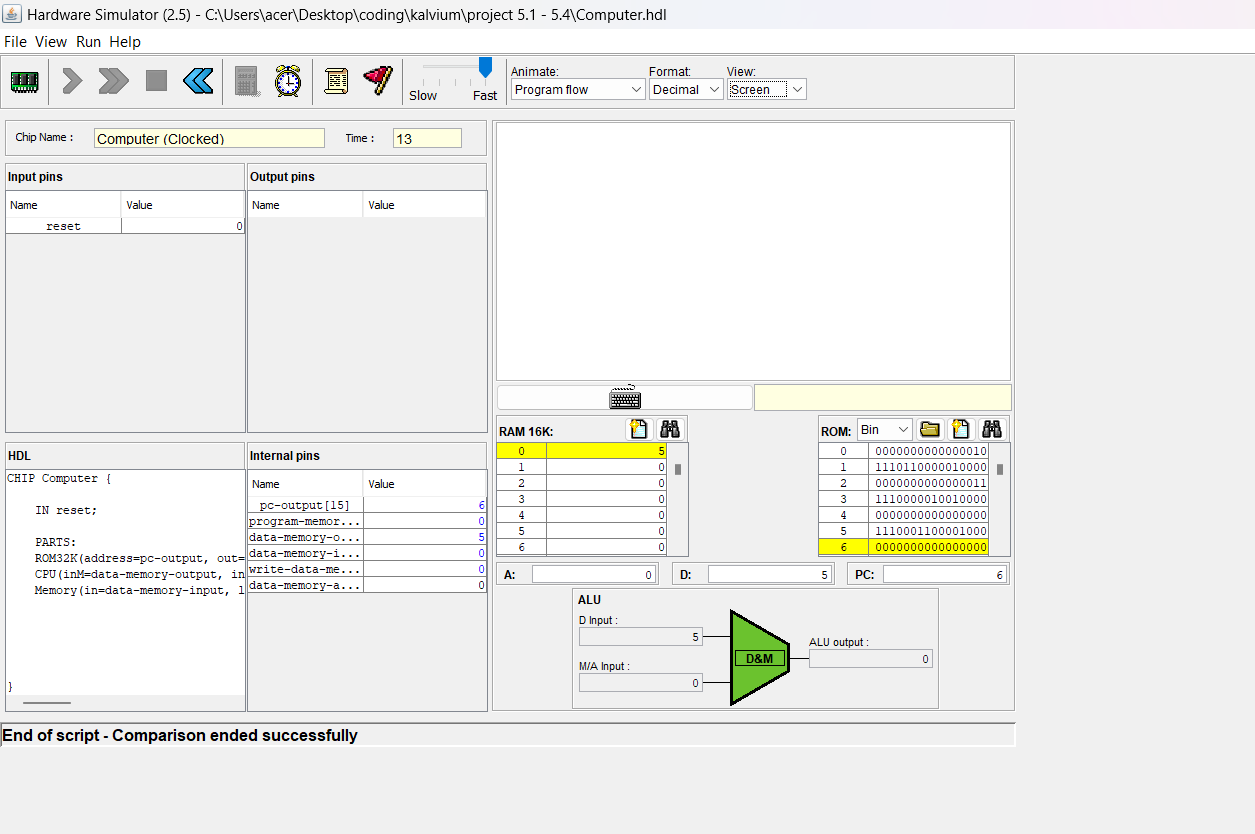 Hardware Simulator (2.5) - C:\Users\acer\Desktop\coding\kalvium\project 5.1 - 5.4\Computer.hdl
File View Run Help
Slow Fast
Animate: Format: View:
Program flow Decimal Screen
Chip Name : Computer (Clocked) Time : 13
Input pins
Name Value
reset 0
Output pins
Name Value
HDL
CHIP Computer {
IN reset;
PARTS:
ROM32K(address=pc-output, out=
CPU(inM=data-memory-output, in
Memory(in=data-memory-input, l
}
Internal pins
Name Value
pc-output[15] 6
program-memor... 0
data-memory-o... 5
data-memory-i... 0
write-data-me... 0
data-memory-a... 0
RAM 16K:
0 5
1 0
2 0
3 0
4 0
5 0
6 0
ROM: Bin
0 0000000000000010
1 1110110000010000
2 0000000000000011
3 1110000010010000
4 0000000000000000
5 1110001100001000
6 0000000000000000
A: 0 D: 5 PC: 6
ALU
D Input :
5
M/A Input :
0
D&M
ALU output :
0
End of script - Comparison ended successfully